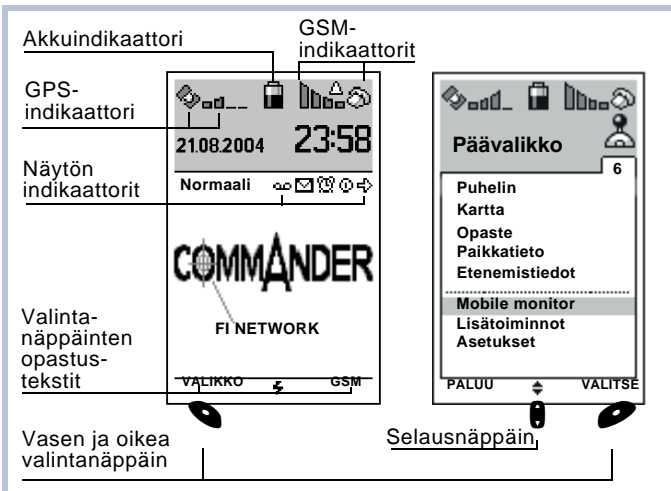 Akkuindikaattori
GSM-
indikaattorit
GPS-
indikaattori
Näytön
indikaattorit
Valinta-
näppäinten
opastus-
tekstit
Vasen ja oikea
valintanäppäin
21.08.2004 23:58
Normaali
COMMANDER
FI NETWORK
VALIKKO GSM
Päävalikko
6
Puhelin
Kartta
Opaste
Paikkatieto
Etenemistiedot
Mobile monitor
Lisätoiminnot
Asetukset
PALUU VALITSE
Selausnäppäin